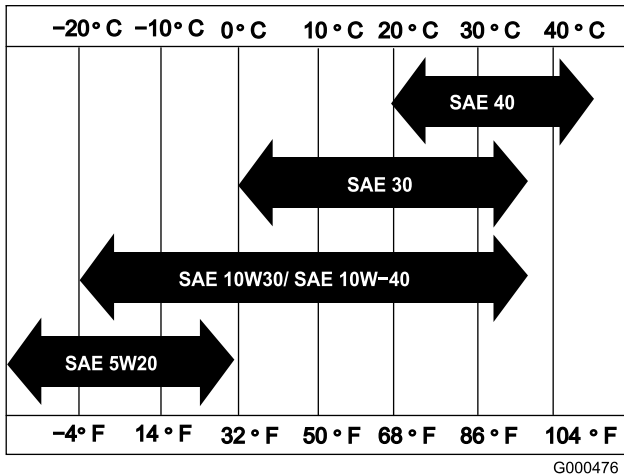 −20 ° C −10 ° C 0 ° C 10 ° C 20 ° C 30 ° C 40 ° C
SAE 40
SAE 30
SAE 10W30/ SAE 10W−40
SAE 5W20
−4 ° F 14 ° F 32 ° F 50 ° F 68 ° F 86 ° F 104 ° F
G000476